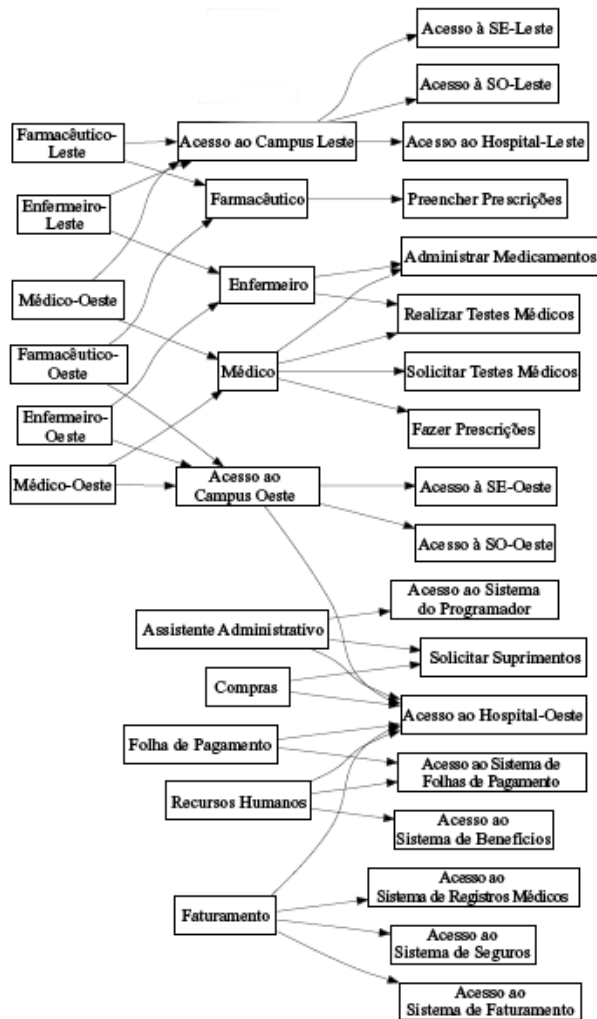 Acesso à SE-Leste
Acesso à SO-Leste
Farmacêutico-
Leste
Acesso ao Campus Leste
Acesso ao Hospital-Leste
Enfermeiro-
Leste
Farmacêutico
Preencher Prescrições
Administrar Medicamentos
Médico-Oeste
Enfermeiro
Realizar Testes Médicos
Farmacêutico-
Oeste
Médico
Solicitar Testes Médicos
Enfermeiro-
Oeste
Fazer Prescrições
Médico-Oeste
Acesso ao
Campus Oeste
Acesso à SE-Oeste
Acesso à SO-Oeste
Acesso ao Sistema
do Programador
Assistente Administrativo
Solicitar Suprimentos
Compras
Acesso ao Hospital-Oeste
Folha de Pagamento
Acesso ao Sistema de
Folhas de Pagamento
Recursos Humanos
Acesso ao
Sistema de Benefícios
Acesso ao
Sistema de Registros Médicos
Faturamento
Acesso ao
Sistema de Seguros
Acesso ao
Sistema de Faturamento